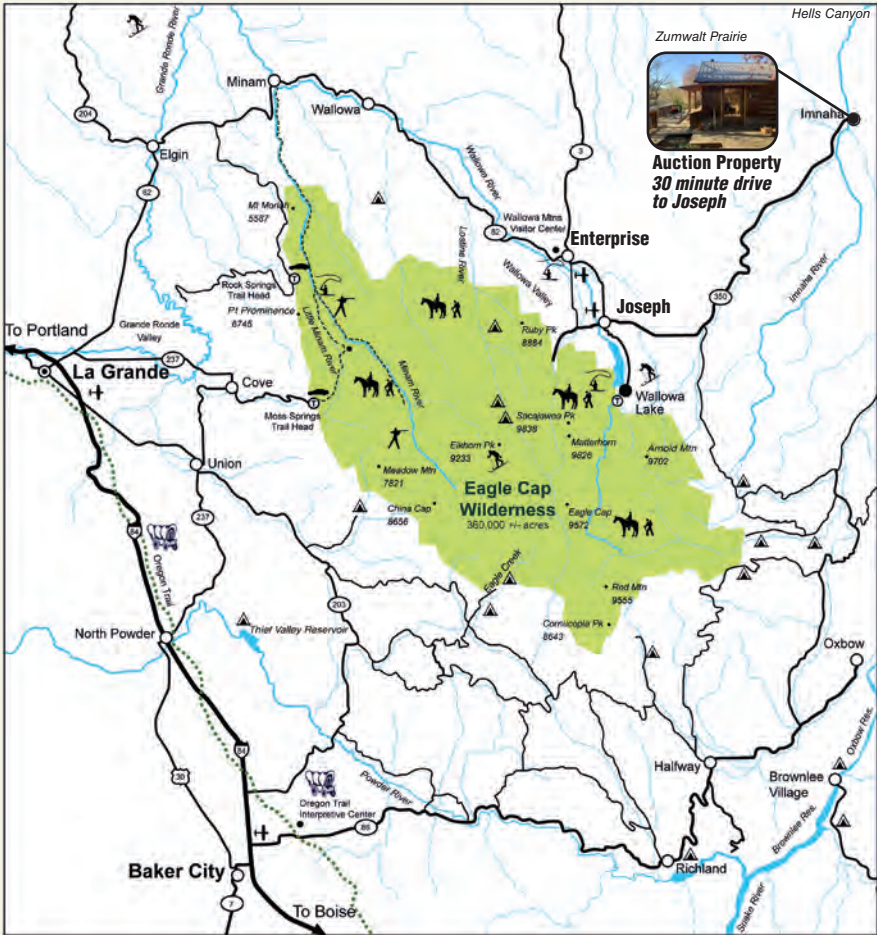 Hells Canyon
Zumwalt Prairie
Grande Ronde River
Minam
Wallowa
Imnaha
204
Elgin
3
Auction Property
30 minute drive
to Joseph
82
Wallowa River
Mt Moriah
5587
Wallowa Mtns
Visitor Center
Enterprise
82
Lostine River
Wallowa Valley
Rock Springs
Trail Head
T
Joseph
350
Imnaha River
Pt Prominence
6745
Little Minam River
Ruby Pk
8884
To Portland
Grande Ronde
Valley
237
La Grande
Cove
Minam River
Wallowa
Lake
T
Moss Springs
Trail Head
T
Sacajawea Pk
9838
Matterhorn
9826
Elkhorn Pk
9233
Arnold Mtn
9702
Union
Meadow Mtn
7821
Eagle Cap
Wilderness
360,000 +/- acres
China Cap
8656
Eagle Cap
9572
237
84
Oregon Trail
Eagle Creek
Red Mtn
9555
203
Cornucopia Pk
8643
North Powder
Thief Valley Reservoir
Oxbow
84
Halfway
Oxbow Res.
Brownlee
Village
30
Powder River
Oregon Trail
Interpretive Center
86
Brownlee Res.
Baker City
Richland
7
To Boise
Snake River